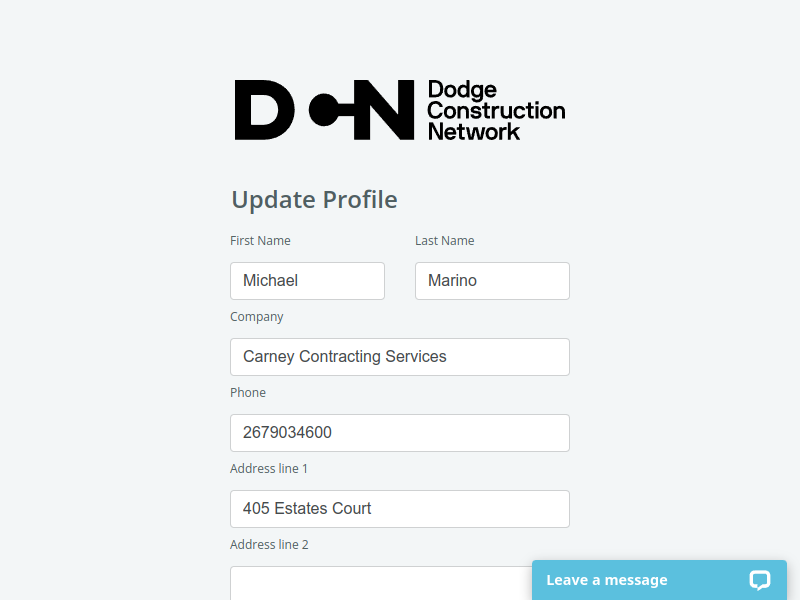 DCN Dodge
Construction
Network
Update Profile
First Name Last Name
Michael Marino
Company
Carney Contracting Services
Phone
2679034600
Address line 1
405 Estates Court
Address line 2
Leave a message